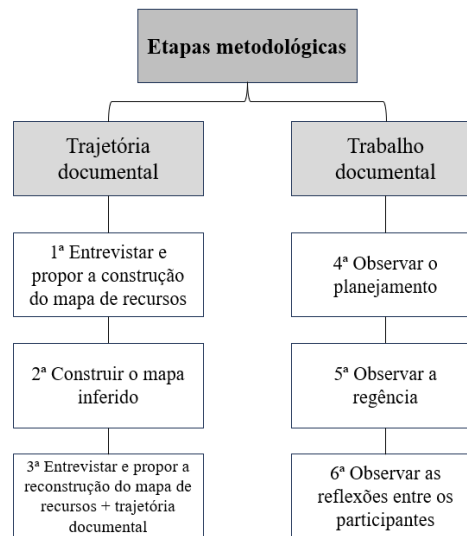 Etapas metodológicas
Trajetória
documental
1ª Entrevistar e
propor a construção
do mapa de recursos
2ª Construir o mapa
inferido
3ª Entrevistar e propor a
reconstrução do mapa de
recursos + trajetória
documental
Trabalho
documental
4ª Observar o
planejamento
5ª Observar a
regência
6ª Observar as
reflexões entre os
participantes